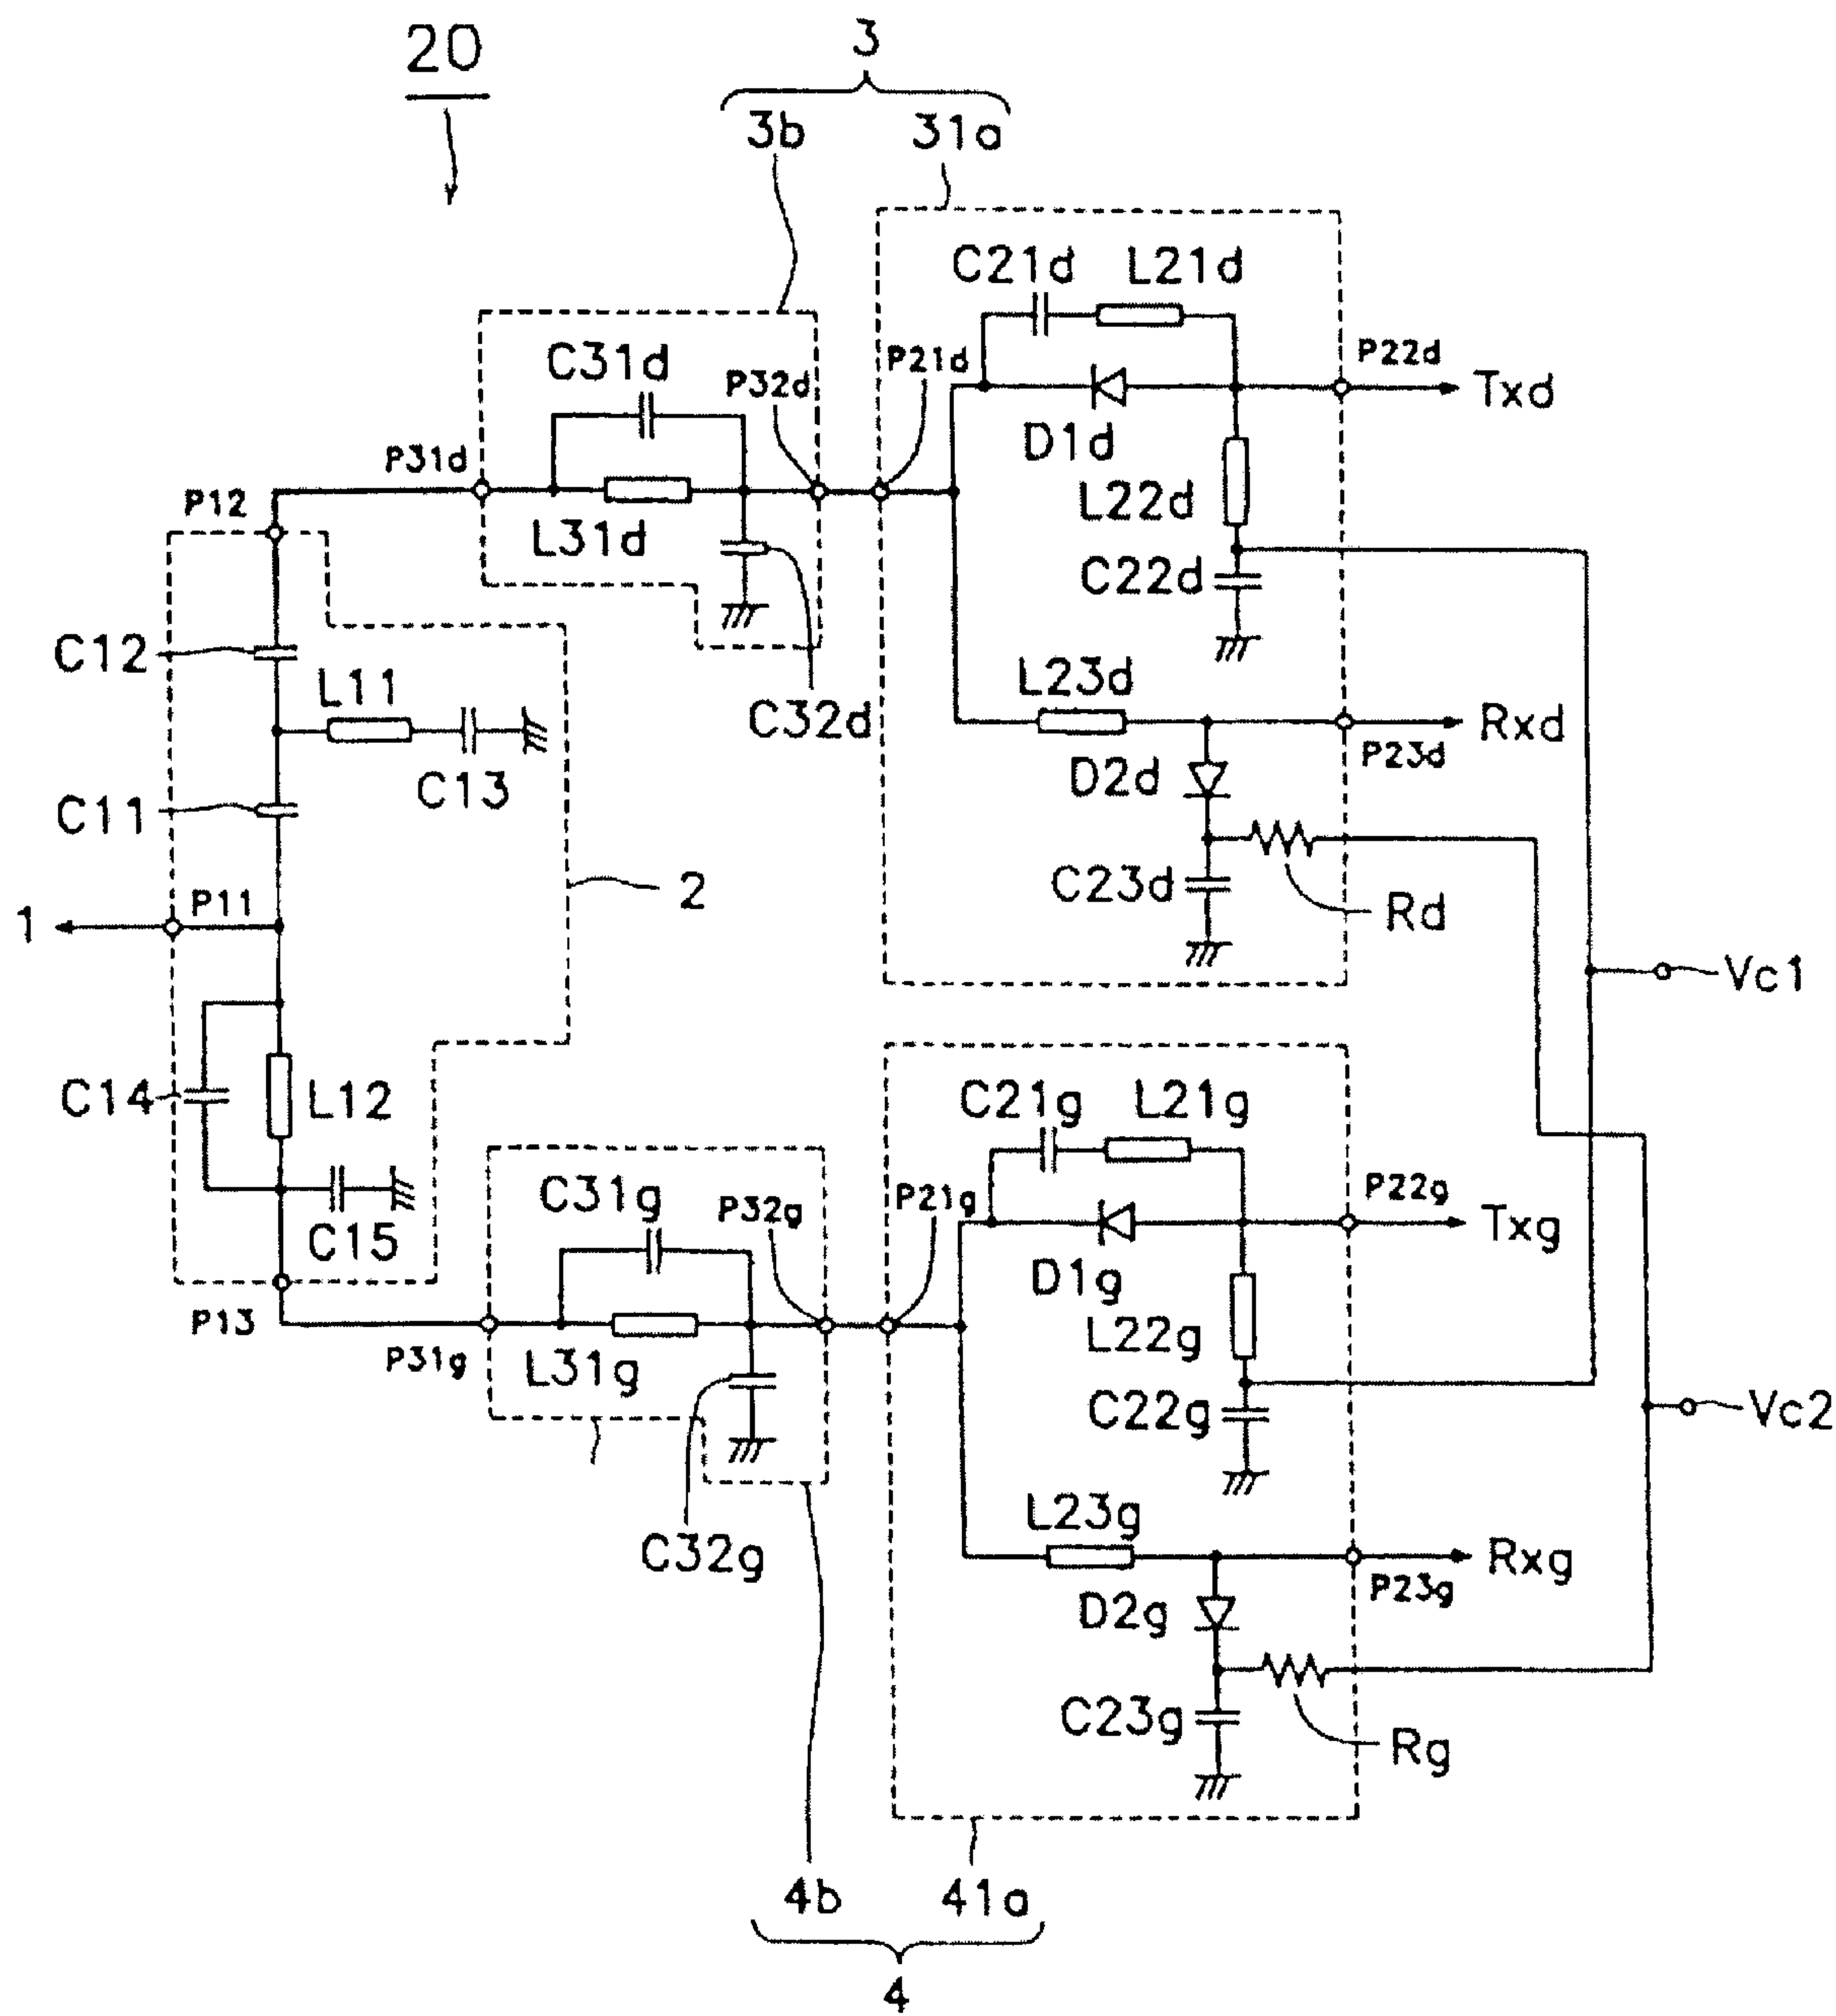 20
3
3b 31a
C21d L21d
C31d P32d P21d P22d
Txd
D1d
P31d
P12
L31d
L22d
C22d
C12
L11
C32d
L23d
Rxd
P23d
C13
D2d
C11
P11
2
C23d
Rd
1
Vc1
C14
L12
C21g L21g
C31g P32g P21g P22g
Txg
C15
D1g
P13
P31g
L31g
L22g
C22g
Vc2
C32g
L23g
Rxg
P23g
D2g
C23g
Rg
4b 41a
4